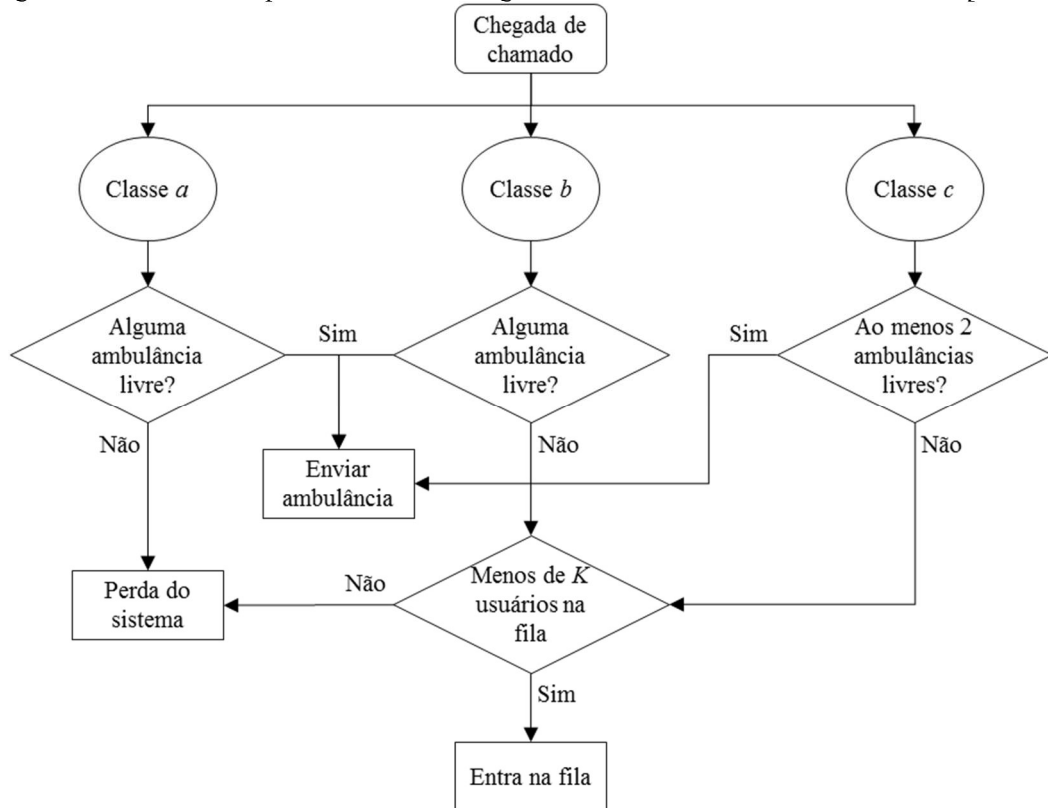 Chegada de
chamado
Classe a
Classe b
Classe c
Alguma
ambulância
livre?
Sim
Alguma
ambulância
livre?
Sim
Ao menos 2
ambulâncias
livres?
Não
Não
Não
Enviar
ambulância
Perda do
sistema
Não
Menos de K
usuários na
fila
Sim
Entra na fila